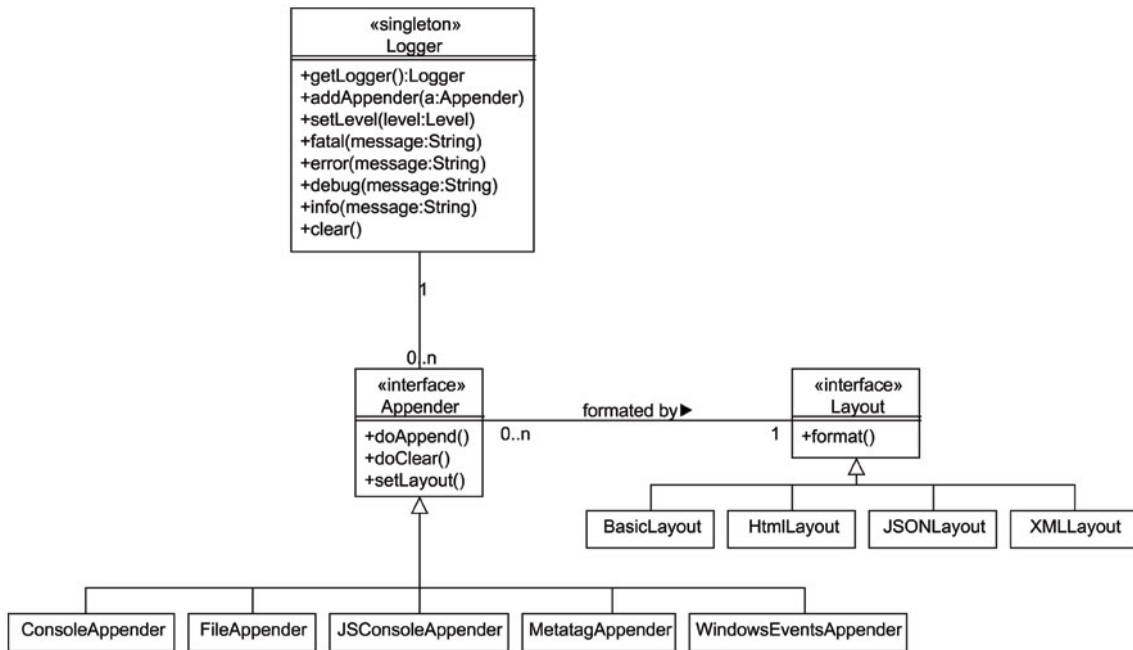 «singleton»
Logger
+getLogger():Logger
+addAppender(a:Appender)
+setLevel(level:Level)
+fatal(message:String)
+error(message:String)
+debug(message:String)
+info(message:String)
+clear()
1
0..n
«interface»
Appender
+doAppend()
+doClear()
+setLayout()
formated by▶
0..n
1
«interface»
Layout
+format()
BasicLayout
HtmlLayout
JSONLayout
XMLLayout
ConsoleAppender
FileAppender
JSConsoleAppender
MetatagAppender
WindowsEventsAppender